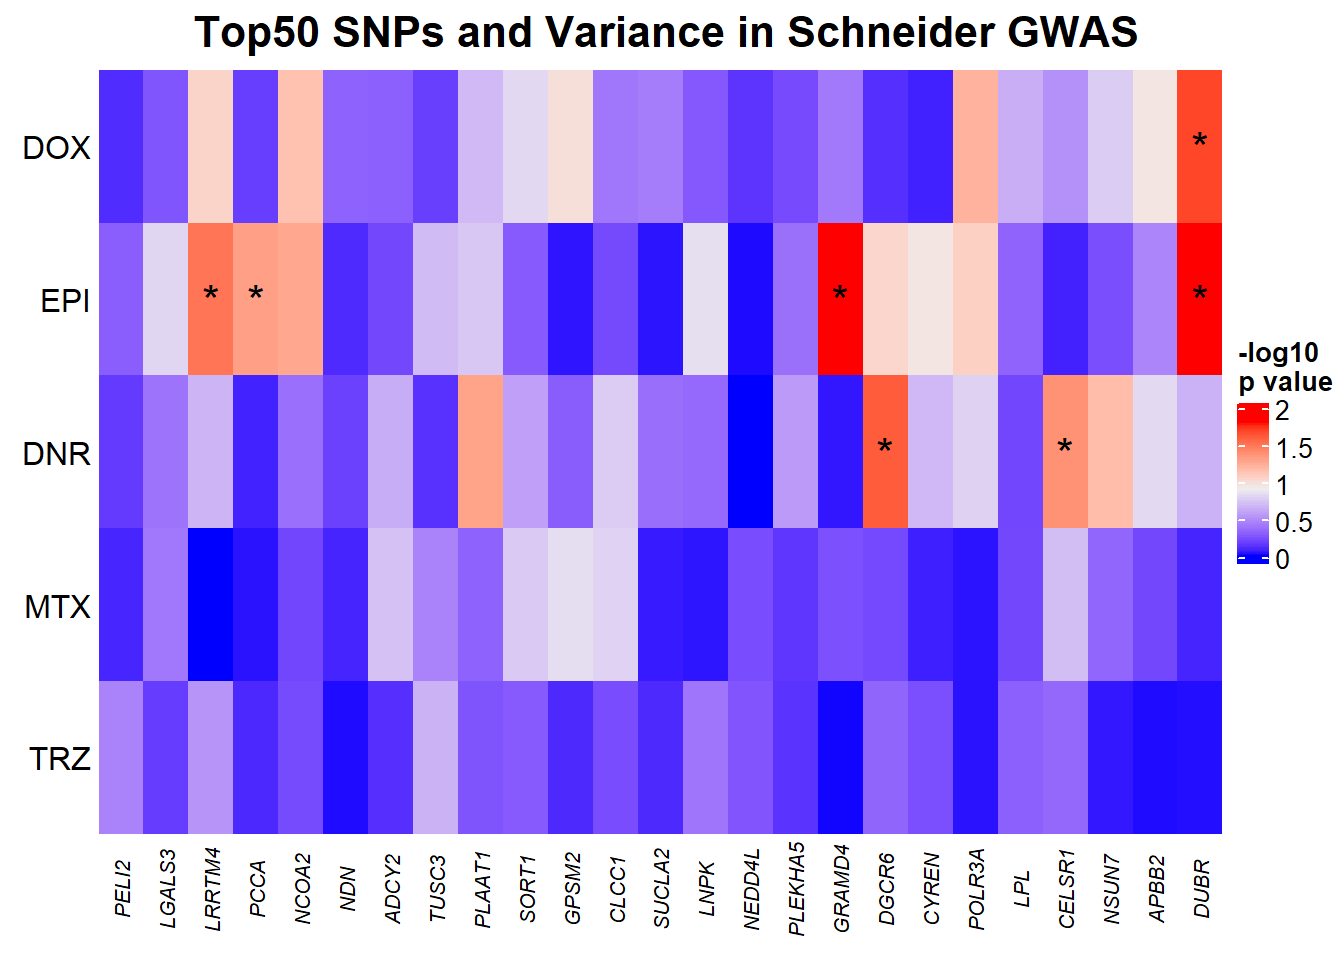 Top50 SNPs and Variance in Schneider GWAS
DOX
*
EPI
* * * *
DNR
* *
MTX
TRZ
-log10
p value
2
1.5
1
0.5
0
PELI2 LGALS3 LRRTM4 PCCA NCOA2 NDN ADCY2 TUSC3 PLAAT1 SORT1 GPSM2 CLCC1 SUCLA2 LNPK NEDD4L PLEKHA5 GRAMD4 DGCR6 CYREN POLR3A LPL CELSR1 NSUN7 APBB2 DUBR